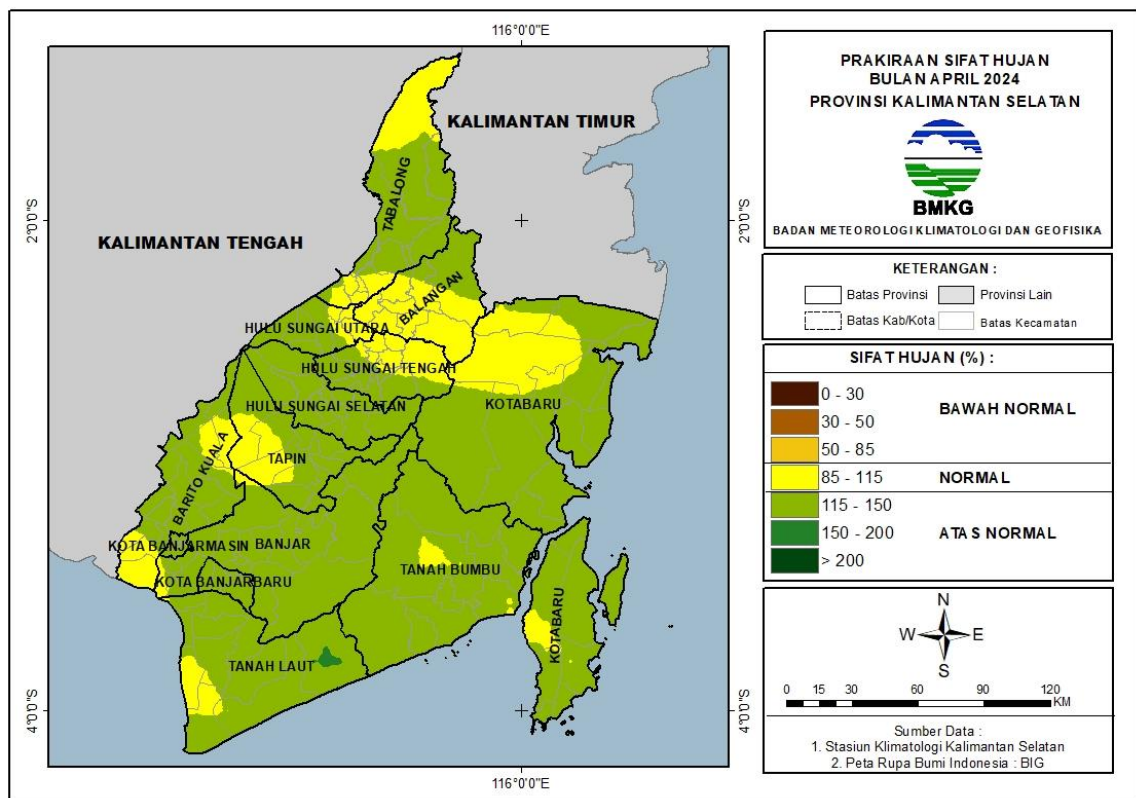 116°0'0"E
KALIMANTAN TIMUR
KALIMANTAN TENGAH
2°0'0"S
2°0'0"S
TABALONG
BALANGAN
HULU SUNGAI UTARA
HULU SUNGAI TENGAH
HULU SUNGAI SELATAN
KOTABARU
TAPIN
BARITO KUALA
KOTA BANJARMASIN
BANJAR
KOTA BANJARBARU
TANAH BUMBU
KOTABARU
TANAH LAUT
4°0'0"S
4°0'0"S
116°0'0"E
PRAKIRAAN SIFAT HUJAN
BULAN APRIL 2024
PROVINSI KALIMANTAN SELATAN
BMKG
BADAN METEOROLOGI KLIMATOLOGI DAN GEOFISIKA
KETERANGAN :
Batas Provinsi
Provinsi Lain
Batas Kab/Kota
Batas Kecamatan
SIFAT HUJAN (%) :
0 - 30
30 - 50
50 - 85
BAWAH NORMAL
85 - 115
NORMAL
115 - 150
150 - 200
> 200
ATAS NORMAL
N
W
E
S
0 15 30 60 90 120
KM
Sumber Data :
1. Stasiun Klimatologi Kalimantan Selatan
2. Peta Rupa Bumi Indonesia : BIG